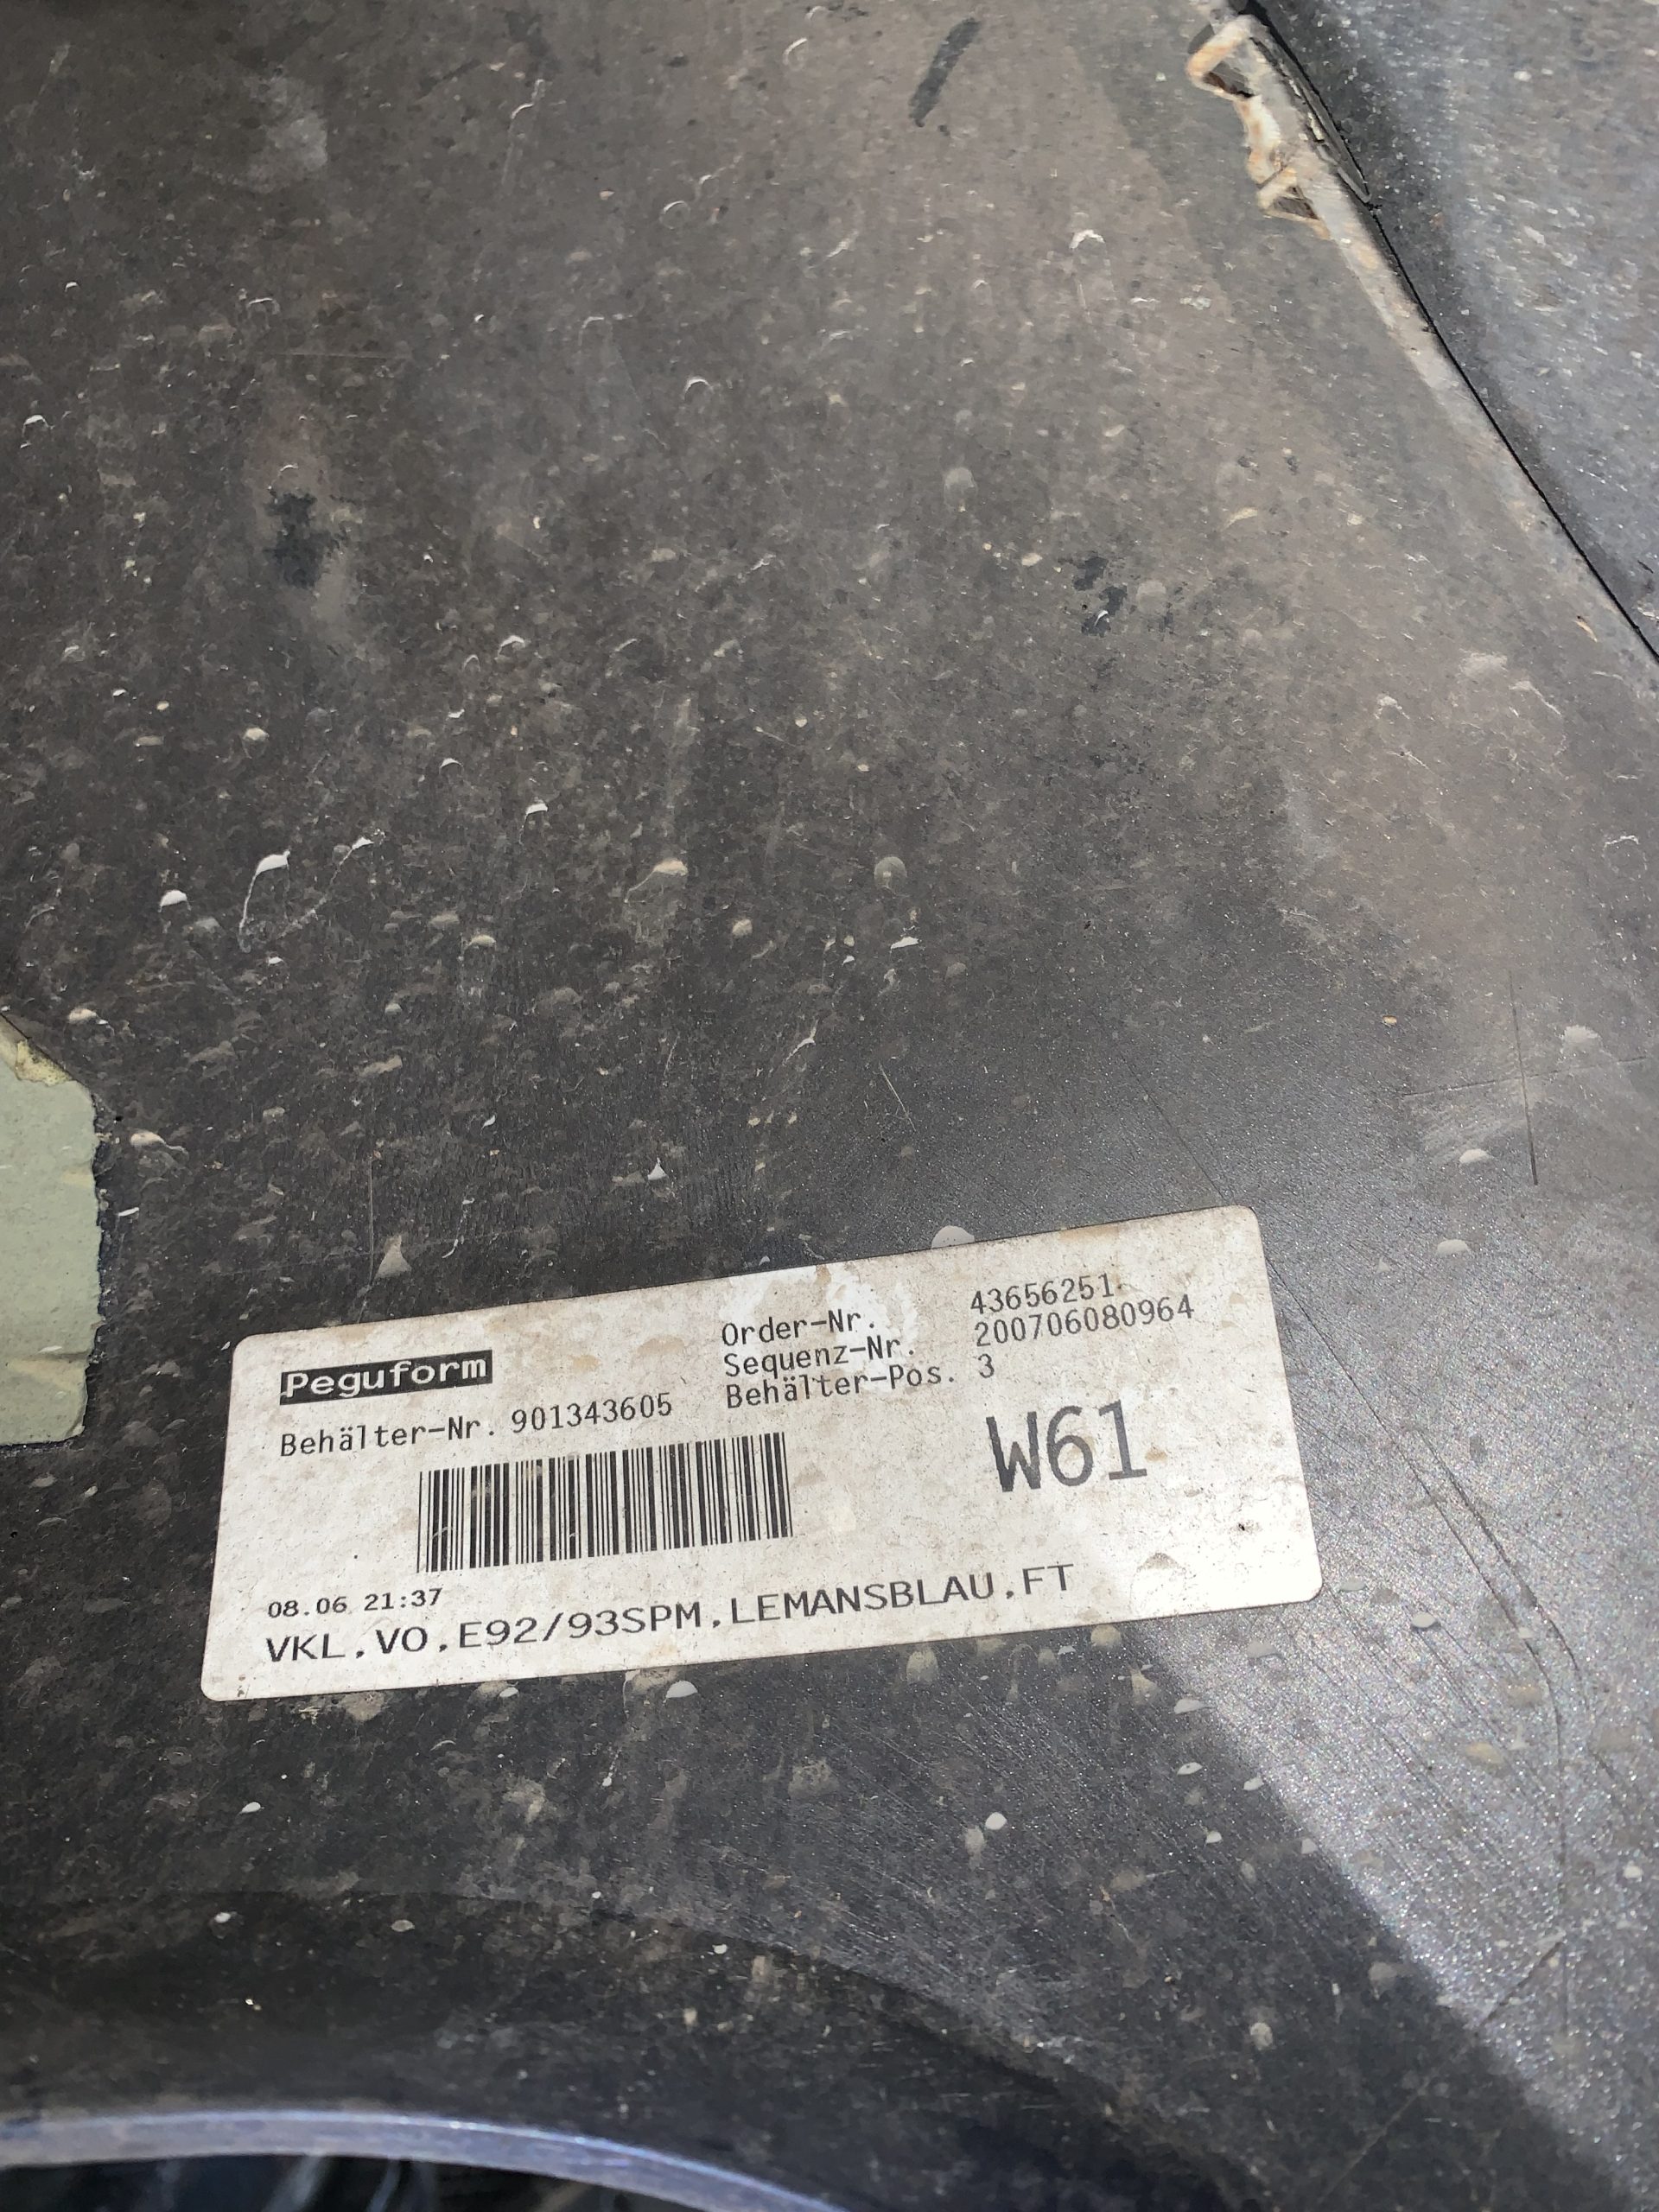 Peguform
Behälter-Nr. 901343605
Order-Nr. 43656251
Sequenz-Nr. 200706080964
Behälter-Pos. 3
W61
08.06 21:37
VKL,VO,E92/93SPM,LEMANSBLAU,FT